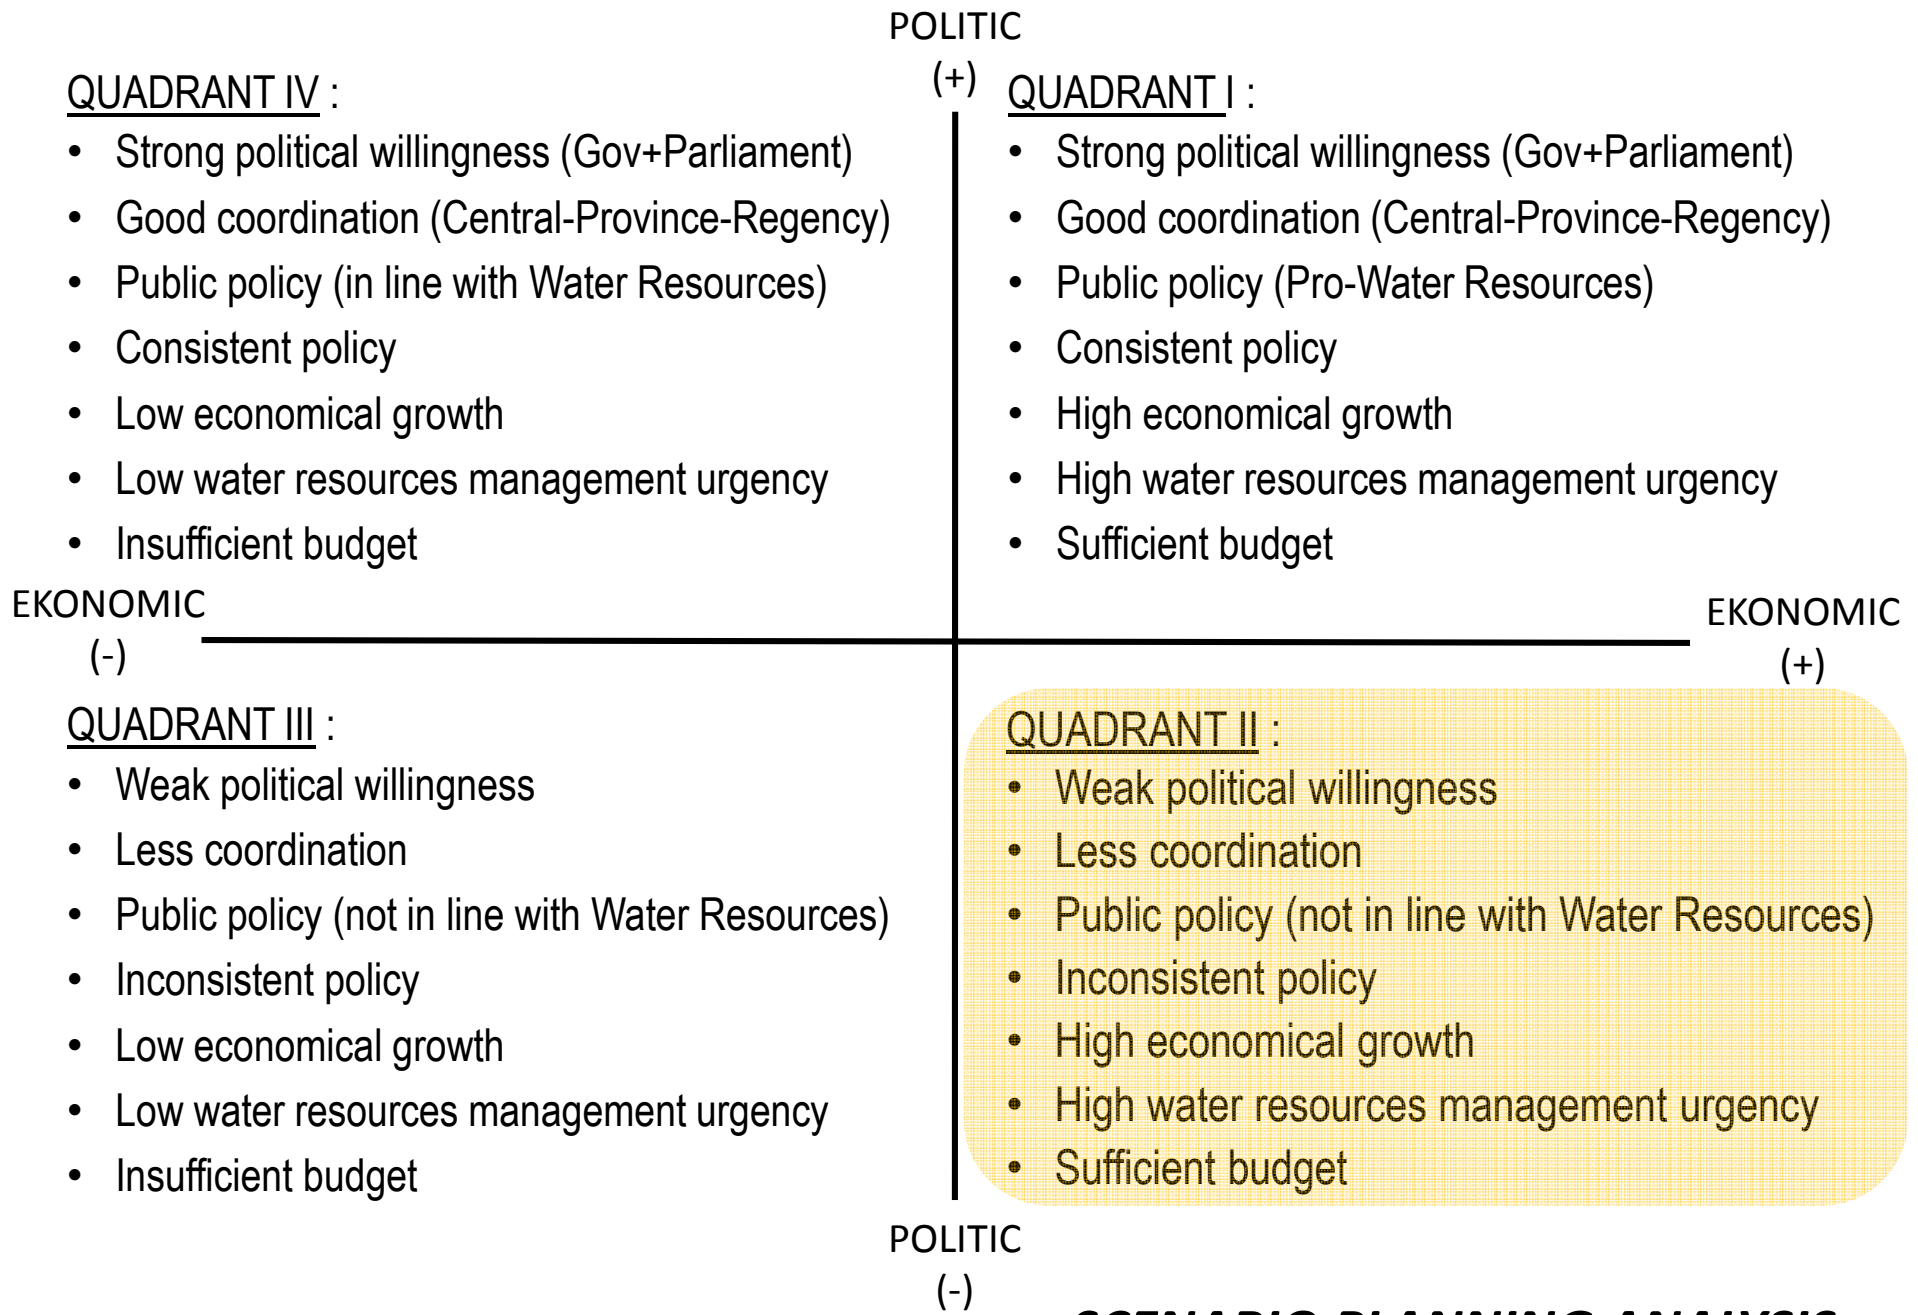 POLITIC
(+)
QUADRANT IV :
• Strong political willingness (Gov+Parliament)
• Good coordination (Central-Province-Regency)
• Public policy (in line with Water Resources)
• Consistent policy
• Low economical growth
• Low water resources management urgency
• Insufficient budget
QUADRANT I :
• Strong political willingness (Gov+Parliament)
• Good coordination (Central-Province-Regency)
• Public policy (Pro-Water Resources)
• Consistent policy
• High economical growth
• High water resources management urgency
• Sufficient budget
EKONOMIC
(-)
EKONOMIC
(+)
QUADRANT III :
• Weak political willingness
• Less coordination
• Public policy (not in line with Water Resources)
• Inconsistent policy
• Low economical growth
• Low water resources management urgency
• Insufficient budget
QUADRANT II :
• Weak political willingness
• Less coordination
• Public policy (not in line with Water Resources)
• Inconsistent policy
• High economical growth
• High water resources management urgency
• Sufficient budget
POLITIC
(-)
SCENARIO PLANNING ANALYSIS